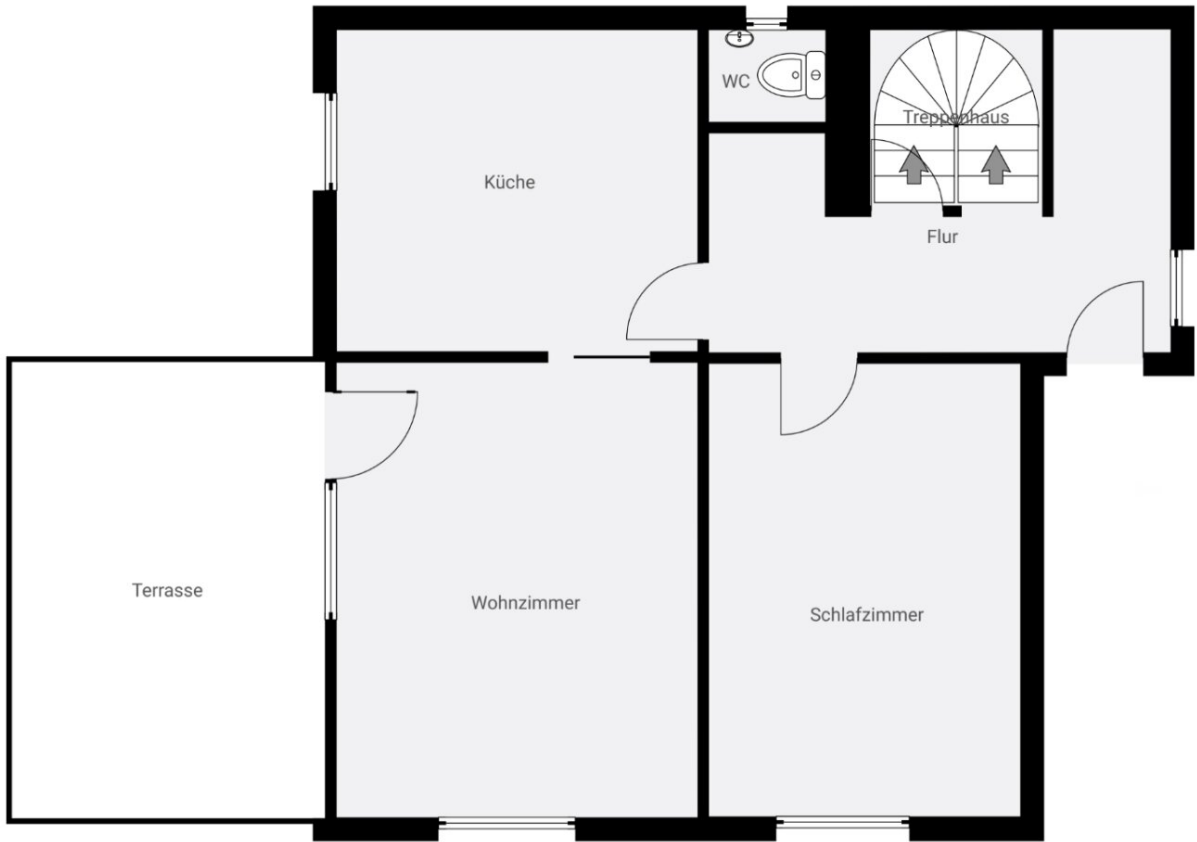 WC
Treppenhaus
Küche
Flur
Terrasse
Wohnzimmer
Schlafzimmer